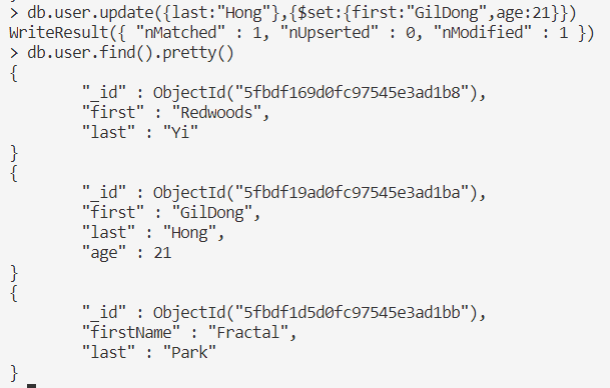 > db.user.update({last:"Hong"},{$set:{first:"GilDong",age:21}})
WriteResult({ "nMatched" : 1, "nUpserted" : 0, "nModified" : 1 })
> db.user.find().pretty()
{
        "_id" : ObjectId("5fbdf169d0fc97545e3ad1b8"),
        "first" : "Redwoods",
        "last" : "Yi"
}
{
        "_id" : ObjectId("5fbdf19ad0fc97545e3ad1ba"),
        "first" : "GilDong",
        "last" : "Hong",
        "age" : 21
}
{
        "_id" : ObjectId("5fbdf1d5d0fc97545e3ad1bb"),
        "firstName" : "Fractal",
        "last" : "Park"
}